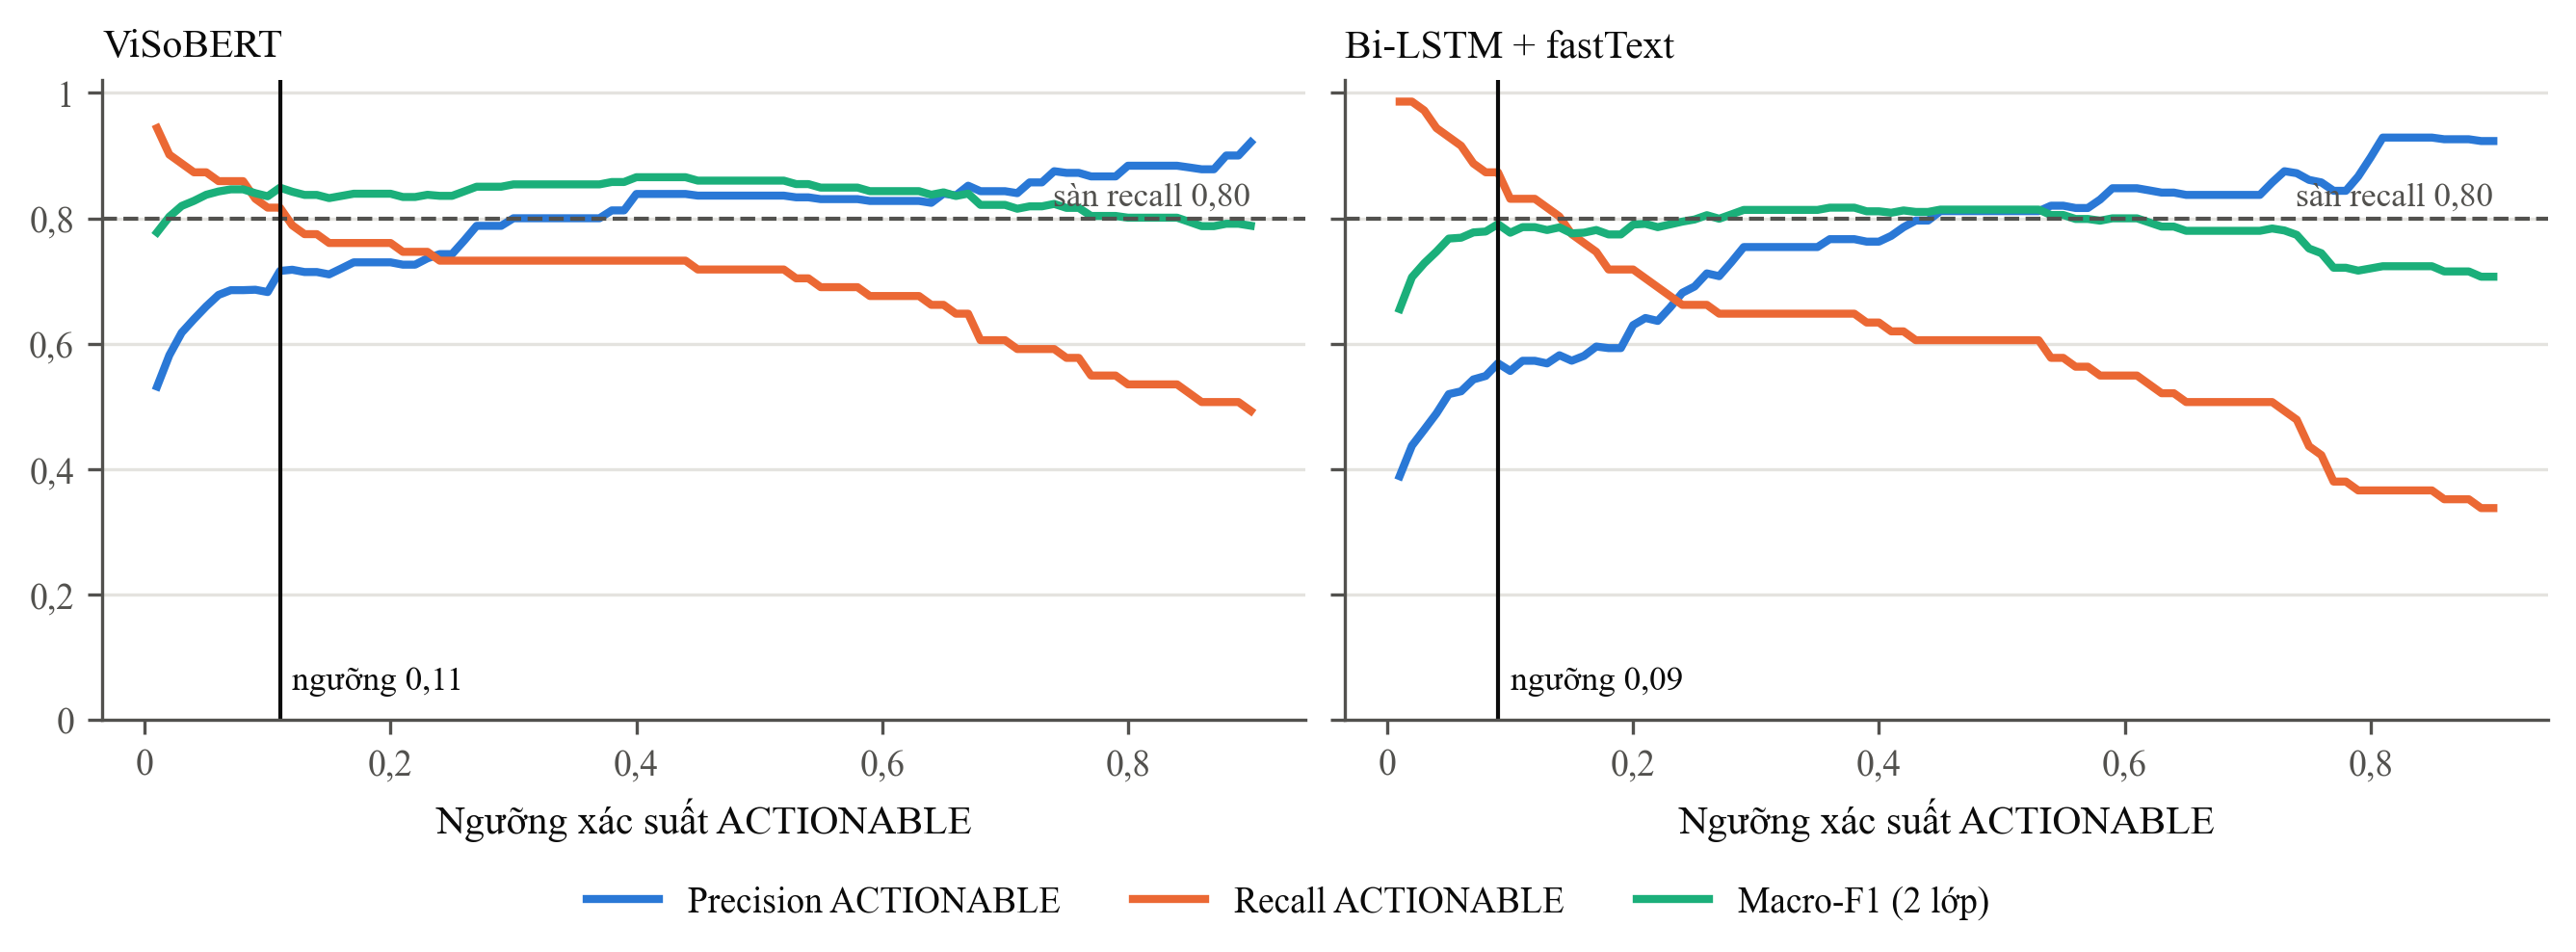 ViSoBERT
Bi-LSTM + fastText
1
0,8
0,6
0,4
0,2
0
sàn recall 0,80
sàn recall 0,80
ngưỡng 0,11
ngưỡng 0,09
0 0,2 0,4 0,6 0,8
0 0,2 0,4 0,6 0,8
Ngưỡng xác suất ACTIONABLE
Ngưỡng xác suất ACTIONABLE
Precision ACTIONABLE
Recall ACTIONABLE
Macro-F1 (2 lớp)